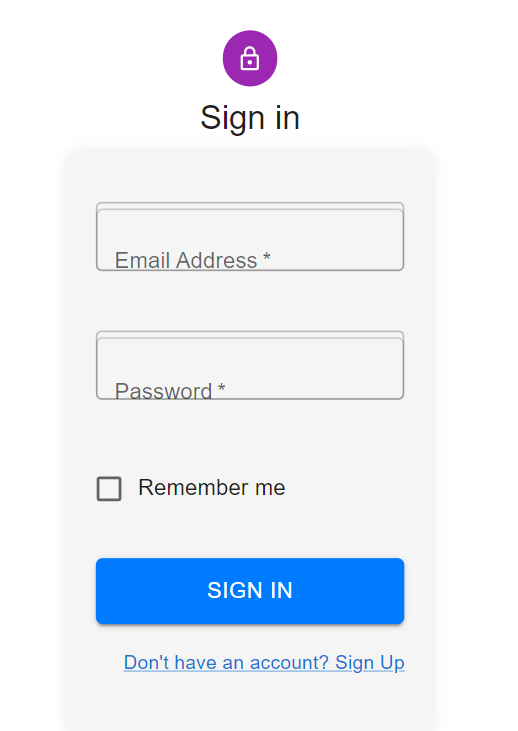 Sign in
Email Address *
Password *
Remember me
SIGN IN
Don't have an account? Sign Up